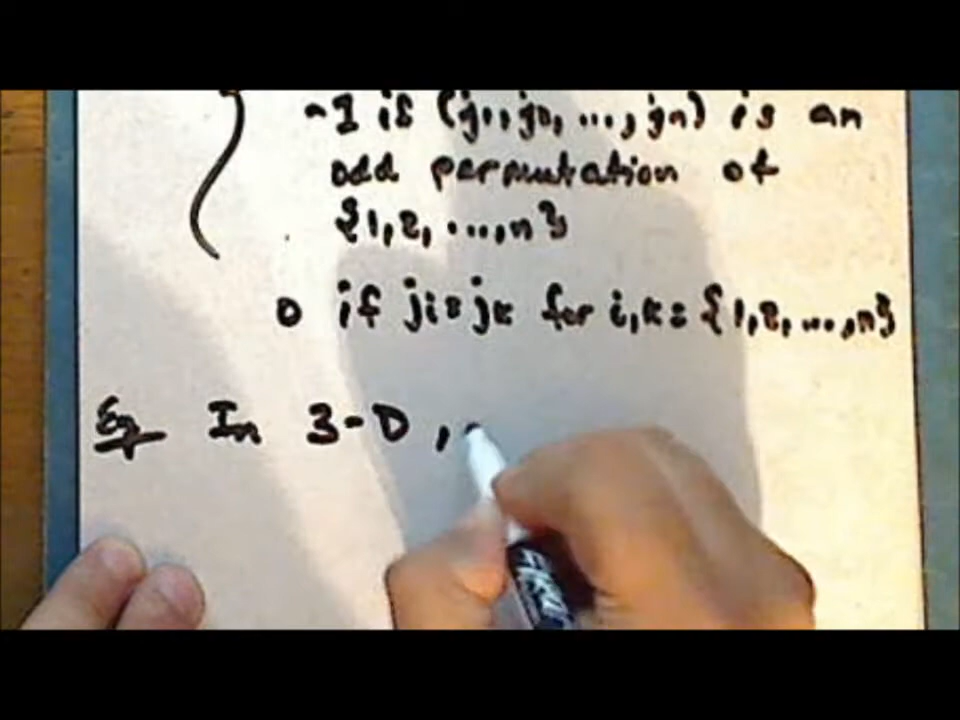 -1 if (j1, j2, ..., jn) is an
odd permutation of
{1, 2, ..., n}
0 if ji = jk for i, k = {1, 2, ..., n}
Eg In 3-D,